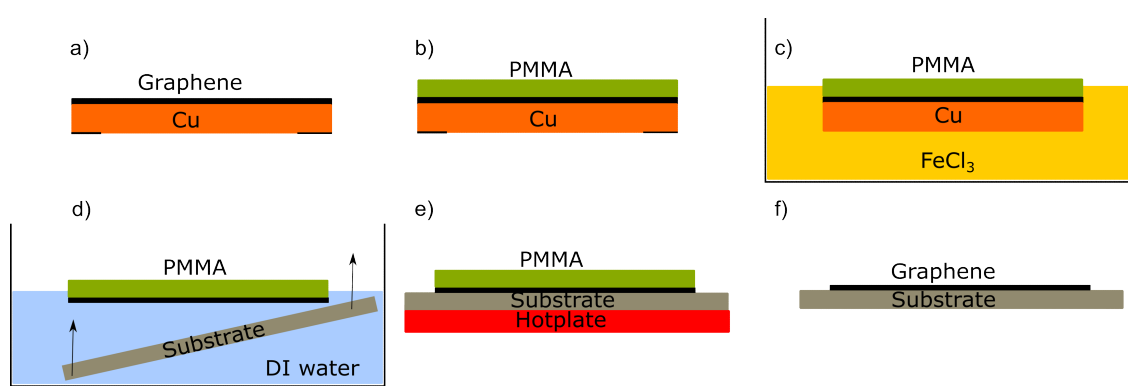 a)
Graphene
Cu
b)
PMMA
Cu
c)
PMMA
Cu
FeCl₃
d)
PMMA
Substrate
DI water
e)
PMMA
Substrate
Hotplate
f)
Graphene
Substrate